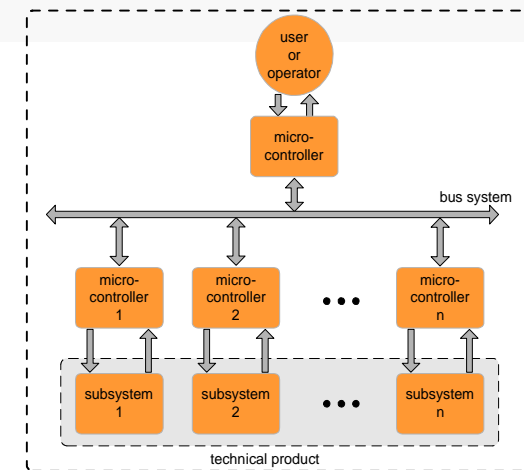 user
or
operator
micro-
controller
bus system
micro-
controller
1
micro-
controller
2
micro-
controller
n
subsystem
1
subsystem
2
subsystem
n
technical product